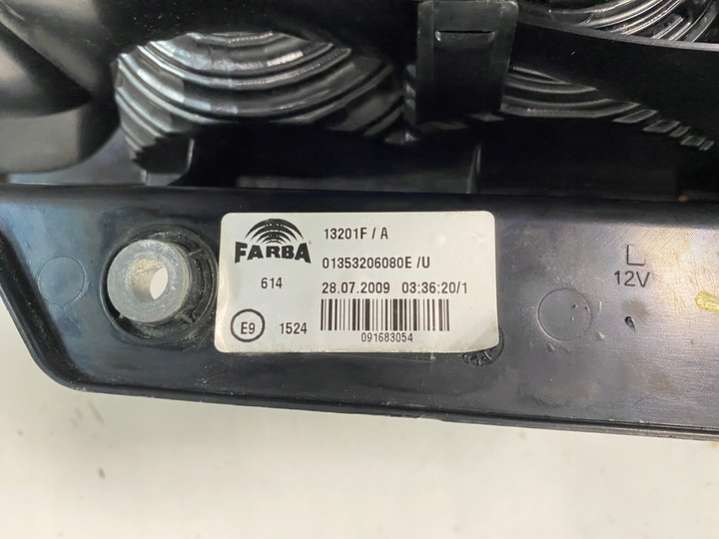 FARBA
13201F / A
01353206080E /U
614
28.07.2009 03:36:20/1
E9
1524
091683054
L
12V